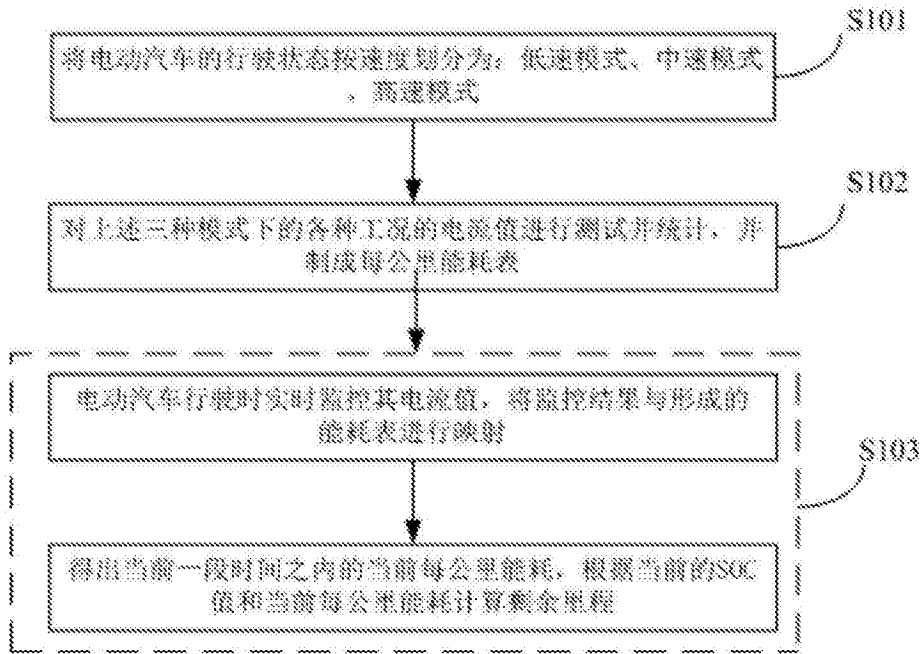 S101
将电动汽车的行驶状态按速度划分为：低速模式、中速模式
、高速模式
S102
对上述三种模式下的各种工况的电流值进行测试并统计，并
制成每公里能耗表
电动汽车行驶时实时监控其电流值，将监控结果与形成的
能耗表进行映射
S103
得出当前一段时间之内的当前每公里能耗，根据当前的SOC
值和当前每公里能耗计算剩余里程